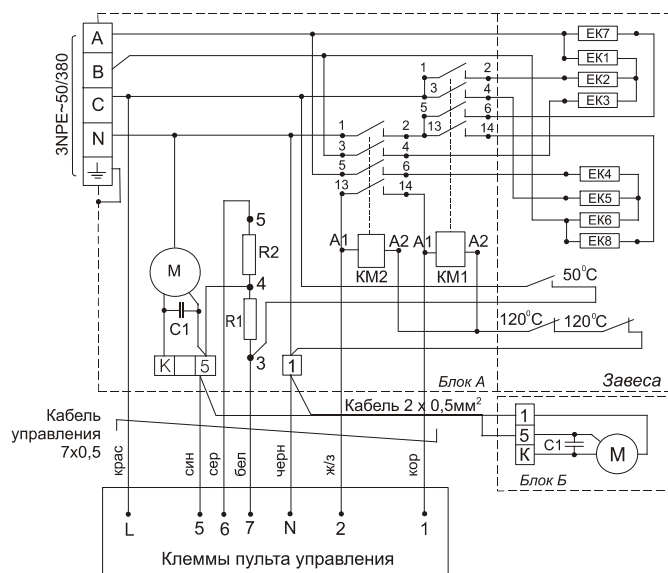 A
B
C
N
3NPE~50/380
EK7
EK1
EK2
EK3
EK4
EK5
EK6
EK8
1 2
3 4
5 6
13 14
1 2
3 4
5 6
13 14
A1 A2
KM2
A1 A2
KM1
5
R2
4
R1
3
M
C1
K 5
1
50°C
120°C 120°C
Блок А
Завеса
Кабель управления 7х0,5
Кабель 2 х 0,5мм²
1
5
К
C1
M
Блок Б
крас
син
сер
бел
черн
ж/з
кор
L 5 6 7 N 2 1
Клеммы пульта управления